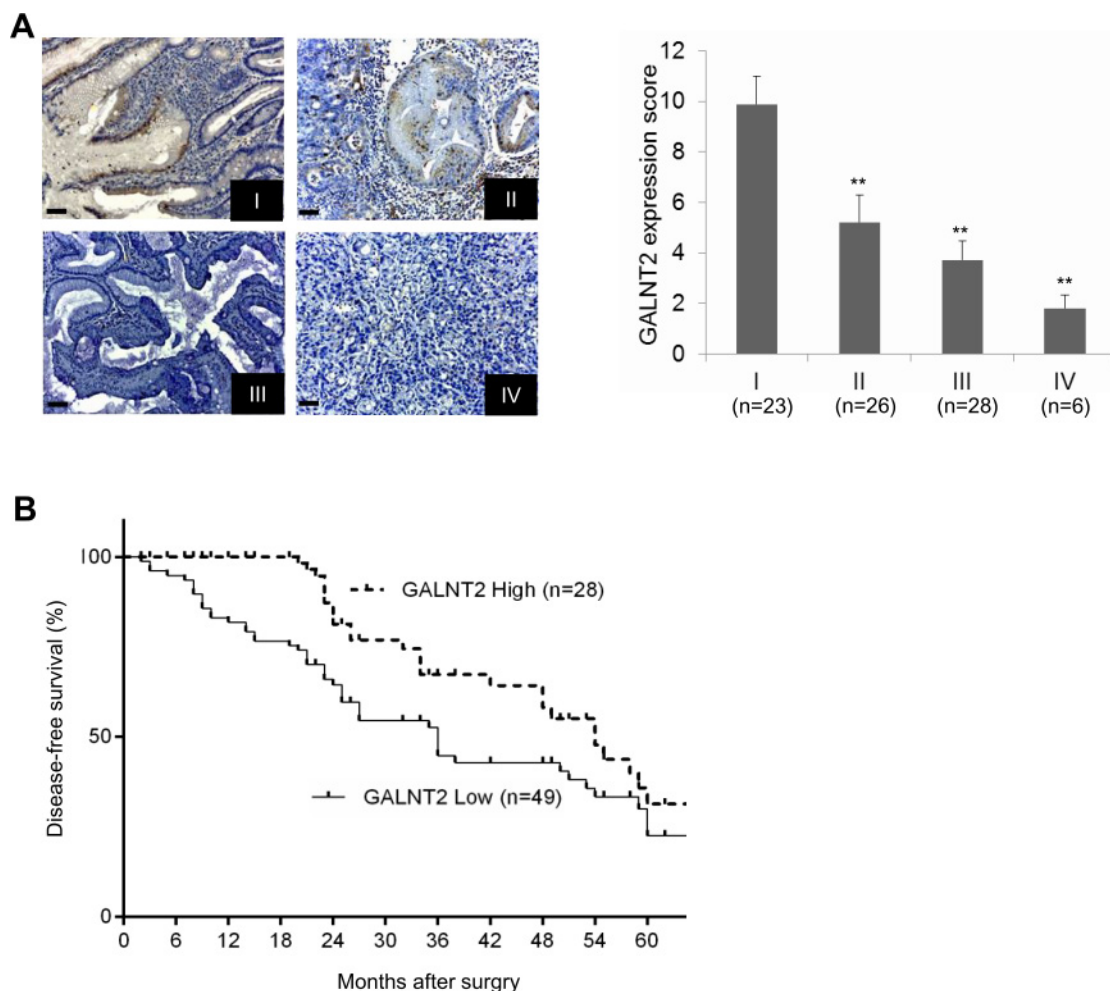 A
I
II
III
IV
GALNT2 expression score
12
10
8
6
4
2
0
**
**
**
I
II
III
IV
(n=23)
(n=26)
(n=28)
(n=6)
B
Disease-free survival (%)
100
50
0
GALNT2 High (n=28)
GALNT2 Low (n=49)
0 6 12 18 24 30 36 42 48 54 60
Months after surgry